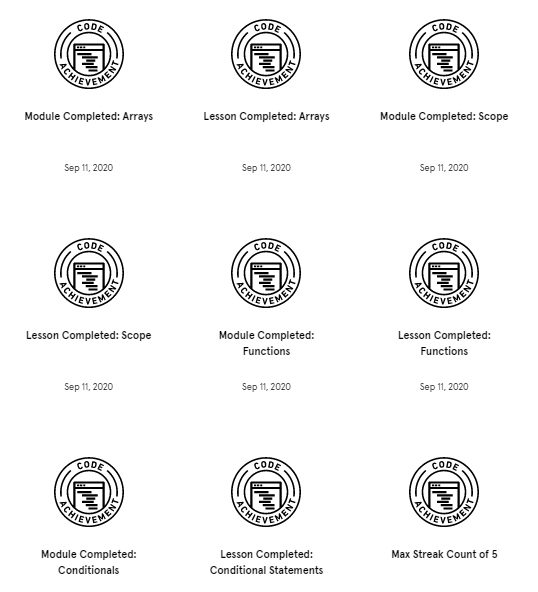 CODE CODE CODE
ACHIEVEMENT ACHIEVEMENT ACHIEVEMENT
Module Completed: Arrays Lesson Completed: Arrays Module Completed: Scope
Sep 11, 2020 Sep 11, 2020 Sep 11, 2020
CODE CODE CODE
ACHIEVEMENT ACHIEVEMENT ACHIEVEMENT
Lesson Completed: Scope Module Completed: Lesson Completed:
Functions Functions
Sep 11, 2020 Sep 11, 2020 Sep 11, 2020
CODE CODE CODE
ACHIEVEMENT ACHIEVEMENT ACHIEVEMENT
Module Completed: Lesson Completed: Max Streak Count of 5
Conditionals Conditional Statements